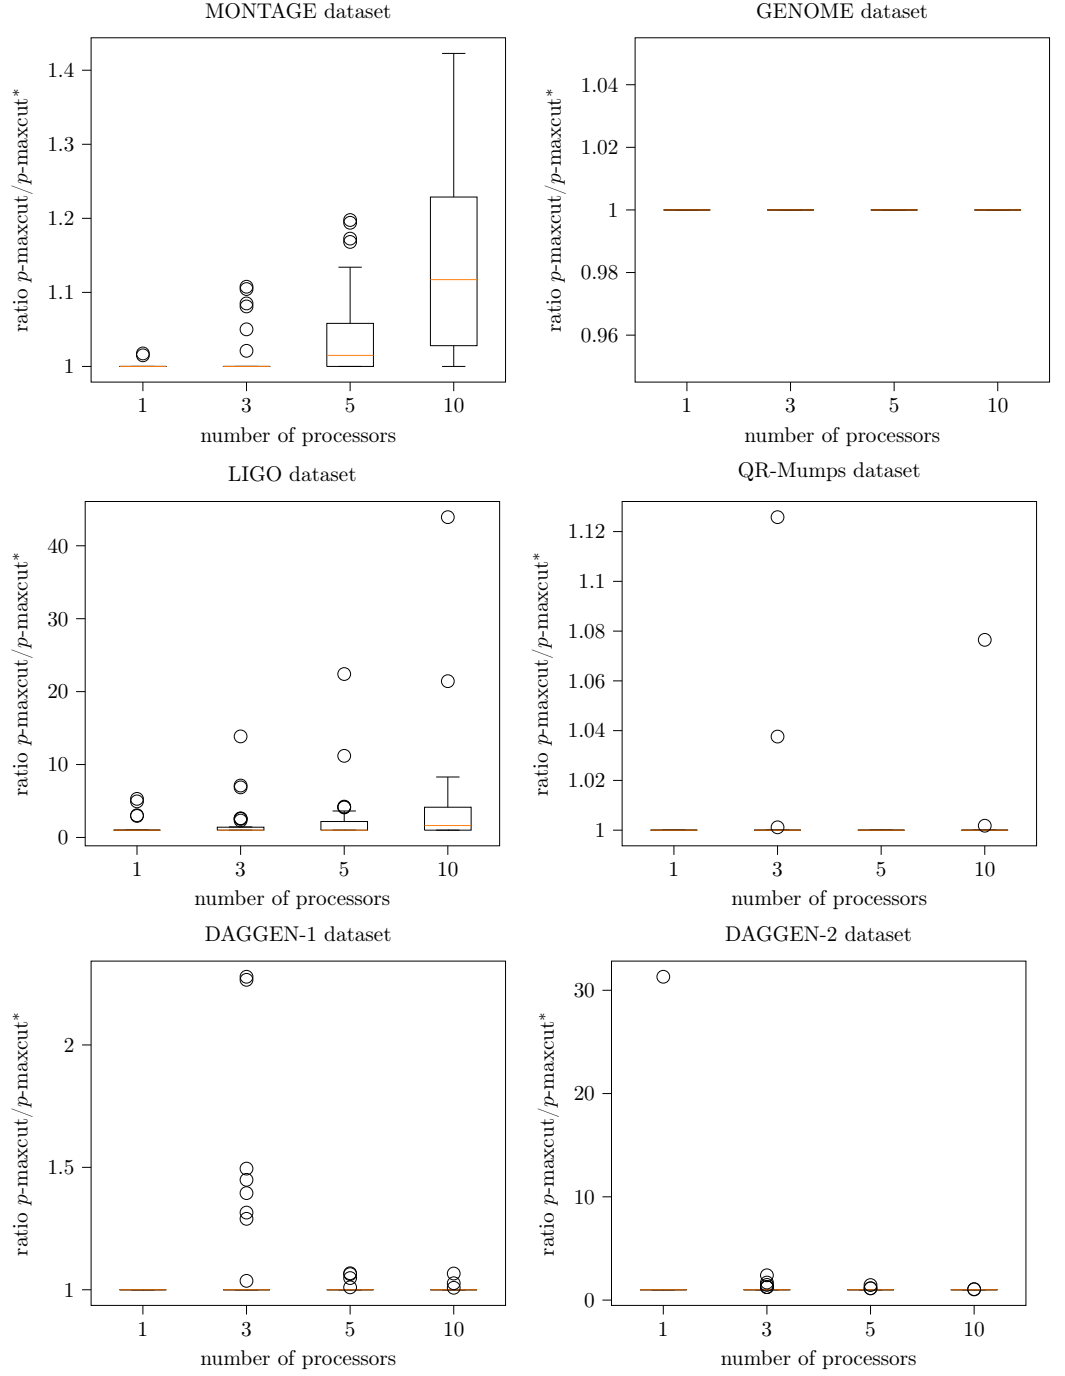 MONTAGE dataset
ratio p-maxcut/p-maxcut*
1.4
1.3
1.2
1.1
1
1 3 5 10
number of processors
GENOME dataset
ratio p-maxcut/p-maxcut*
1.04
1.02
1
0.98
0.96
1 3 5 10
number of processors
LIGO dataset
ratio p-maxcut/p-maxcut*
40
30
20
10
0
1 3 5 10
number of processors
QR-Mumps dataset
ratio p-maxcut/p-maxcut*
1.12
1.1
1.08
1.06
1.04
1.02
1
1 3 5 10
number of processors
DAGGEN-1 dataset
ratio p-maxcut/p-maxcut*
2
1.5
1
1 3 5 10
number of processors
DAGGEN-2 dataset
ratio p-maxcut/p-maxcut*
30
20
10
0
1 3 5 10
number of processors